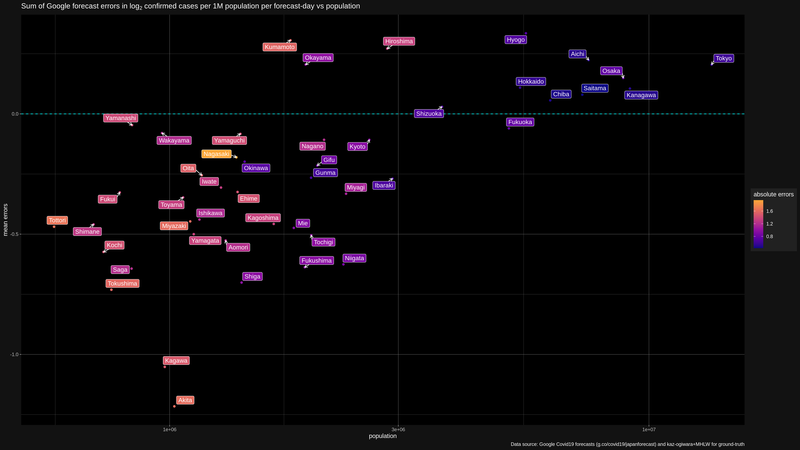 Sum of Google forecast errors in log2 confirmed cases per 1M population per forecast-day vs population
Hyogo
Hiroshima
Kumamoto
Aichi
Okayama
Tokyo
Osaka
Hokkaido
Saitama
Chiba
Kanagawa
0.0
Shizuoka
Yamanashi
Fukuoka
Wakayama
Yamaguchi
Nagano
Kyoto
Nagasaki
Gifu
Oita
Okinawa
Gunma
Iwate
Ibaraki
Miyagi
absolute errors
Fukui
Ehime
Toyama
1.6
Ishikawa
mean errors
Tottori
Kagoshima
1.2
Miyazaki
Mie
Shimane
0.8
-0.5
Yamagata
Tochigi
Kochi
Aomori
Niigata
Fukushima
Saga
Shiga
Tokushima
-1.0
Kagawa
Akita
1e+06
3e+06
1e+07
population
Data source: Google Covid19 forecasts (g.co/covid19/japanforecast) and kaz-ogiwara+MHLW for ground-truth